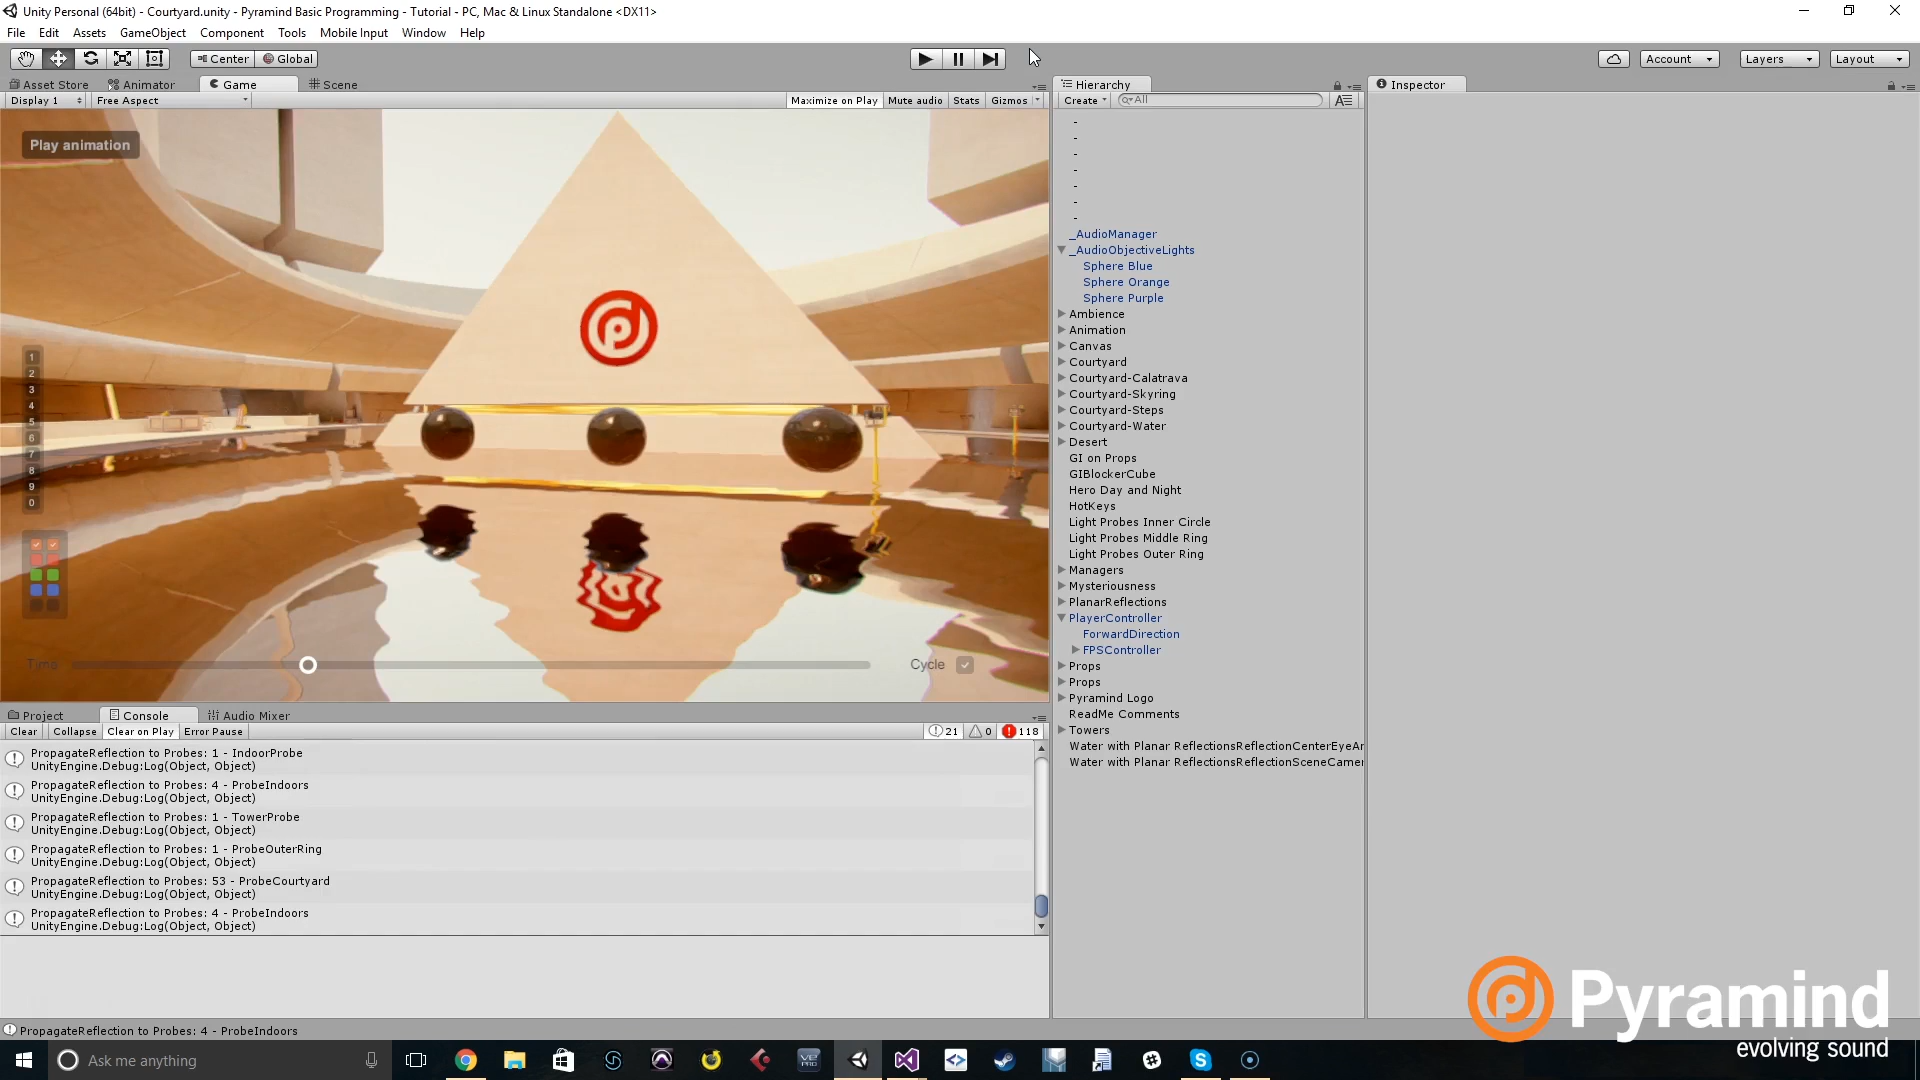 Unity Personal (64bit) - Courtyard.unity - Pyramind Basic Programming - Tutorial - PC, Mac & Linux Standalone <DX11>
File Edit Assets GameObject Component Tools Mobile Input Window Help
Center Global Account Layers Layout
Asset Store Animator Game Scene
Display 1 Free Aspect Maximize on Play Mute audio Stats Gizmos
Play animation
1
2
3
4
5
6
7
8
9
0
Time Cycle
Hierarchy
Create All
-
-
-
-
-
-
-
_AudioManager
_AudioObjectiveLights
Sphere Blue
Sphere Orange
Sphere Purple
Ambience
Animation
Canvas
Courtyard
Courtyard-Calatrava
Courtyard-Skyring
Courtyard-Steps
Courtyard-Water
Desert
GI on Props
GIBlockerCube
Hero Day and Night
HotKeys
Light Probes Inner Circle
Light Probes Middle Ring
Light Probes Outer Ring
Managers
Mysteriousness
PlanarReflections
PlayerController
ForwardDirection
FPSController
Props
Props
Pyramind Logo
ReadMe Comments
Towers
Water with Planar ReflectionsReflectionCenterEyeAr
Water with Planar ReflectionsReflectionSceneCamer
Inspector
Project Console Audio Mixer
Clear Collapse Clear on Play Error Pause 21 0 118
PropagateReflection to Probes: 1 - IndoorProbe
UnityEngine.Debug:Log(Object, Object)
PropagateReflection to Probes: 4 - ProbeIndoors
UnityEngine.Debug:Log(Object, Object)
PropagateReflection to Probes: 1 - TowerProbe
UnityEngine.Debug:Log(Object, Object)
PropagateReflection to Probes: 1 - ProbeOuterRing
UnityEngine.Debug:Log(Object, Object)
PropagateReflection to Probes: 53 - ProbeCourtyard
UnityEngine.Debug:Log(Object, Object)
PropagateReflection to Probes: 4 - ProbeIndoors
UnityEngine.Debug:Log(Object, Object)
Pyramind
evolving sound
PropagateReflection to Probes: 4 - ProbeIndoors
Ask me anything